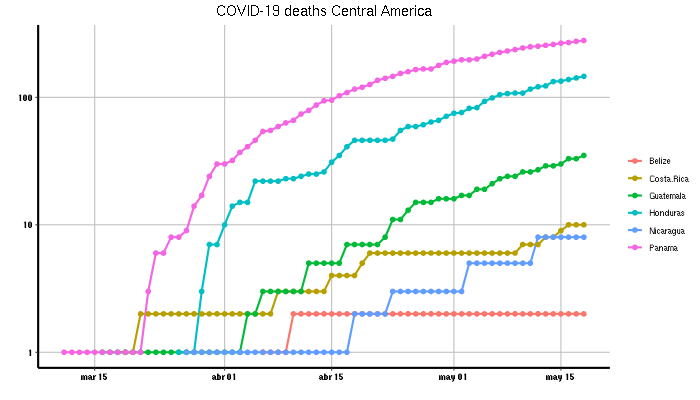 COVID-19 deaths Central America
100
10
1
mar 15
abr 01
abr 15
may 01
may 15
Belize
Costa.Rica
Guatemala
Honduras
Nicaragua
Panama